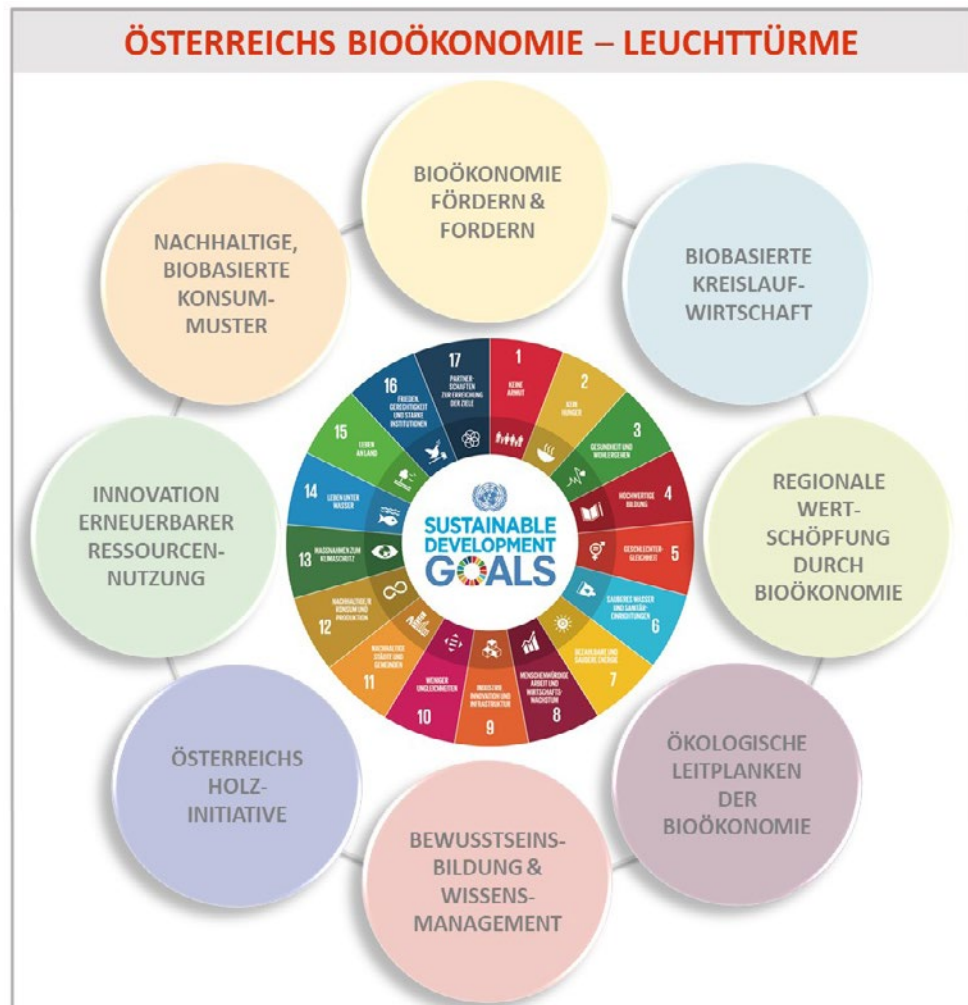 ÖSTERREICHS BIOÖKONOMIE – LEUCHTTÜRME
BIOÖKONOMIE
FÖRDERN &
FORDERN
BIOBASIERTE
KREISLAUF-
WIRTSCHAFT
REGIONALE
WERT-
SCHÖPFUNG
DURCH
BIOÖKONOMIE
ÖKOLOGISCHE
LEITPLANKEN
DER
BIOÖKONOMIE
BEWUSSTSEINS-
BILDUNG &
WISSENS-
MANAGEMENT
ÖSTERREICHS
HOLZ-
INITIATIVE
INNOVATION
ERNEUERBARER
RESSOURCEN-
NUTZUNG
NACHHALTIGE,
BIOBASIERTE
KONSUM-
MUSTER
SUSTAINABLE
DEVELOPMENT
GOALS
1
KEINE
ARMUT
2
KEIN
HUNGER
3
GESUNDHEIT UND
WOHLERGEHEN
4
HOCHWERTIGE
BILDUNG
5
GESCHLECHTER-
GLEICHHEIT
6
SAUBERES WASSER
UND SANITÄR-
EINRICHTUNGEN
7
BEZAHLBARE UND
SAUBERE ENERGIE
8
MENSCHENWÜRDIGE
ARBEIT UND
WIRTSCHAFTS-
WACHSTUM
9
INDUSTRIE
INNOVATION UND
INFRASTRUKTUR
10
WENIGER
UNGLEICHHEITEN
11
NACHHALTIGE
STÄDTE UND
GEMEINDEN
12
NACHHALTIGE/R
KONSUM UND
PRODUKTION
13
MASSNAHMEN ZUM
KLIMASCHUTZ
14
LEBEN UNTER
WASSER
15
LEBEN
AN LAND
16
FRIEDEN,
GERECHTIGKEIT
UND STARKE
INSTITUTIONEN
17
PARTNER-
SCHAFTEN
ZUR ERREICHUNG
DER ZIELE